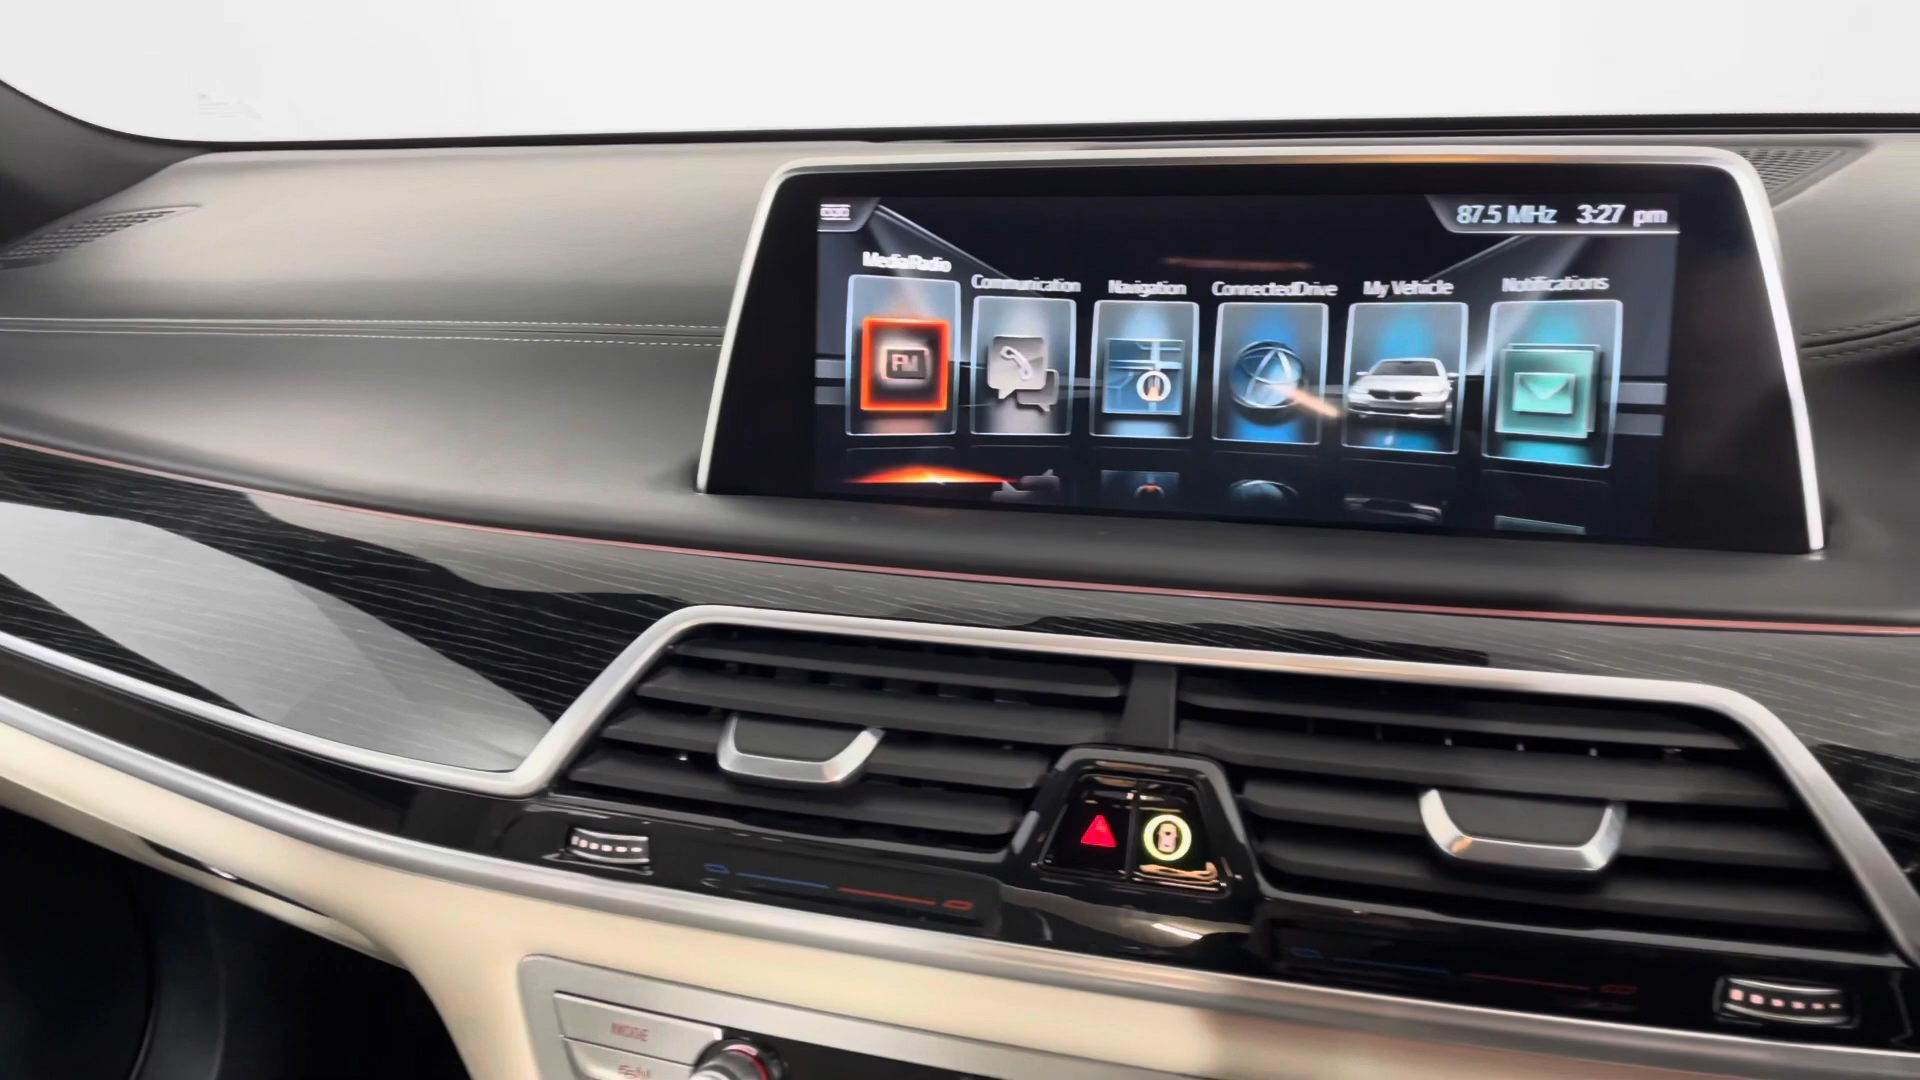 87.5 MHz 3:27 pm
Media/Radio
Communication
Navigation
ConnectedDrive
My Vehicle
Notifications
FM
MODE